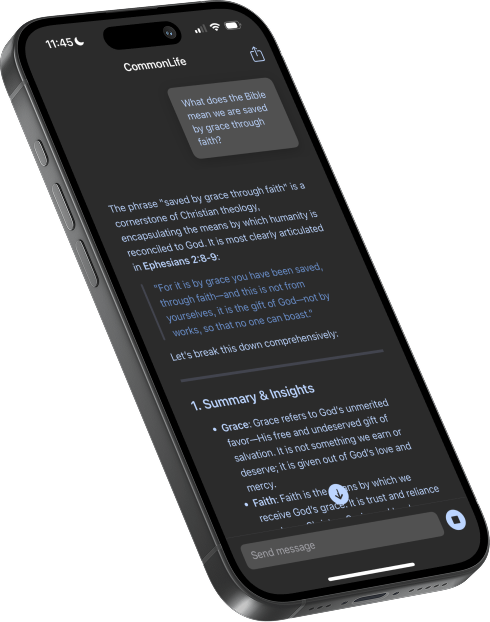 11:45
CommonLife
What does the Bible
mean we are saved
by grace through
faith?
The phrase "saved by grace through faith" is a
cornerstone of Christian theology,
encapsulating the means by which humanity is
reconciled to God. It is most clearly articulated
in Ephesians 2:8-9:
"For it is by grace you have been saved,
through faith—and this is not from
yourselves, it is the gift of God—not by
works, so that no one can boast."
Let's break this down comprehensively:
1. Summary & Insights
• Grace: Grace refers to God's unmerited
favor—His free and undeserved gift of
salvation. It is not something we earn or
deserve; it is given out of God's love and
mercy.
• Faith: Faith is the ns by which we
receive God's grace. It is trust and reliance
Send message